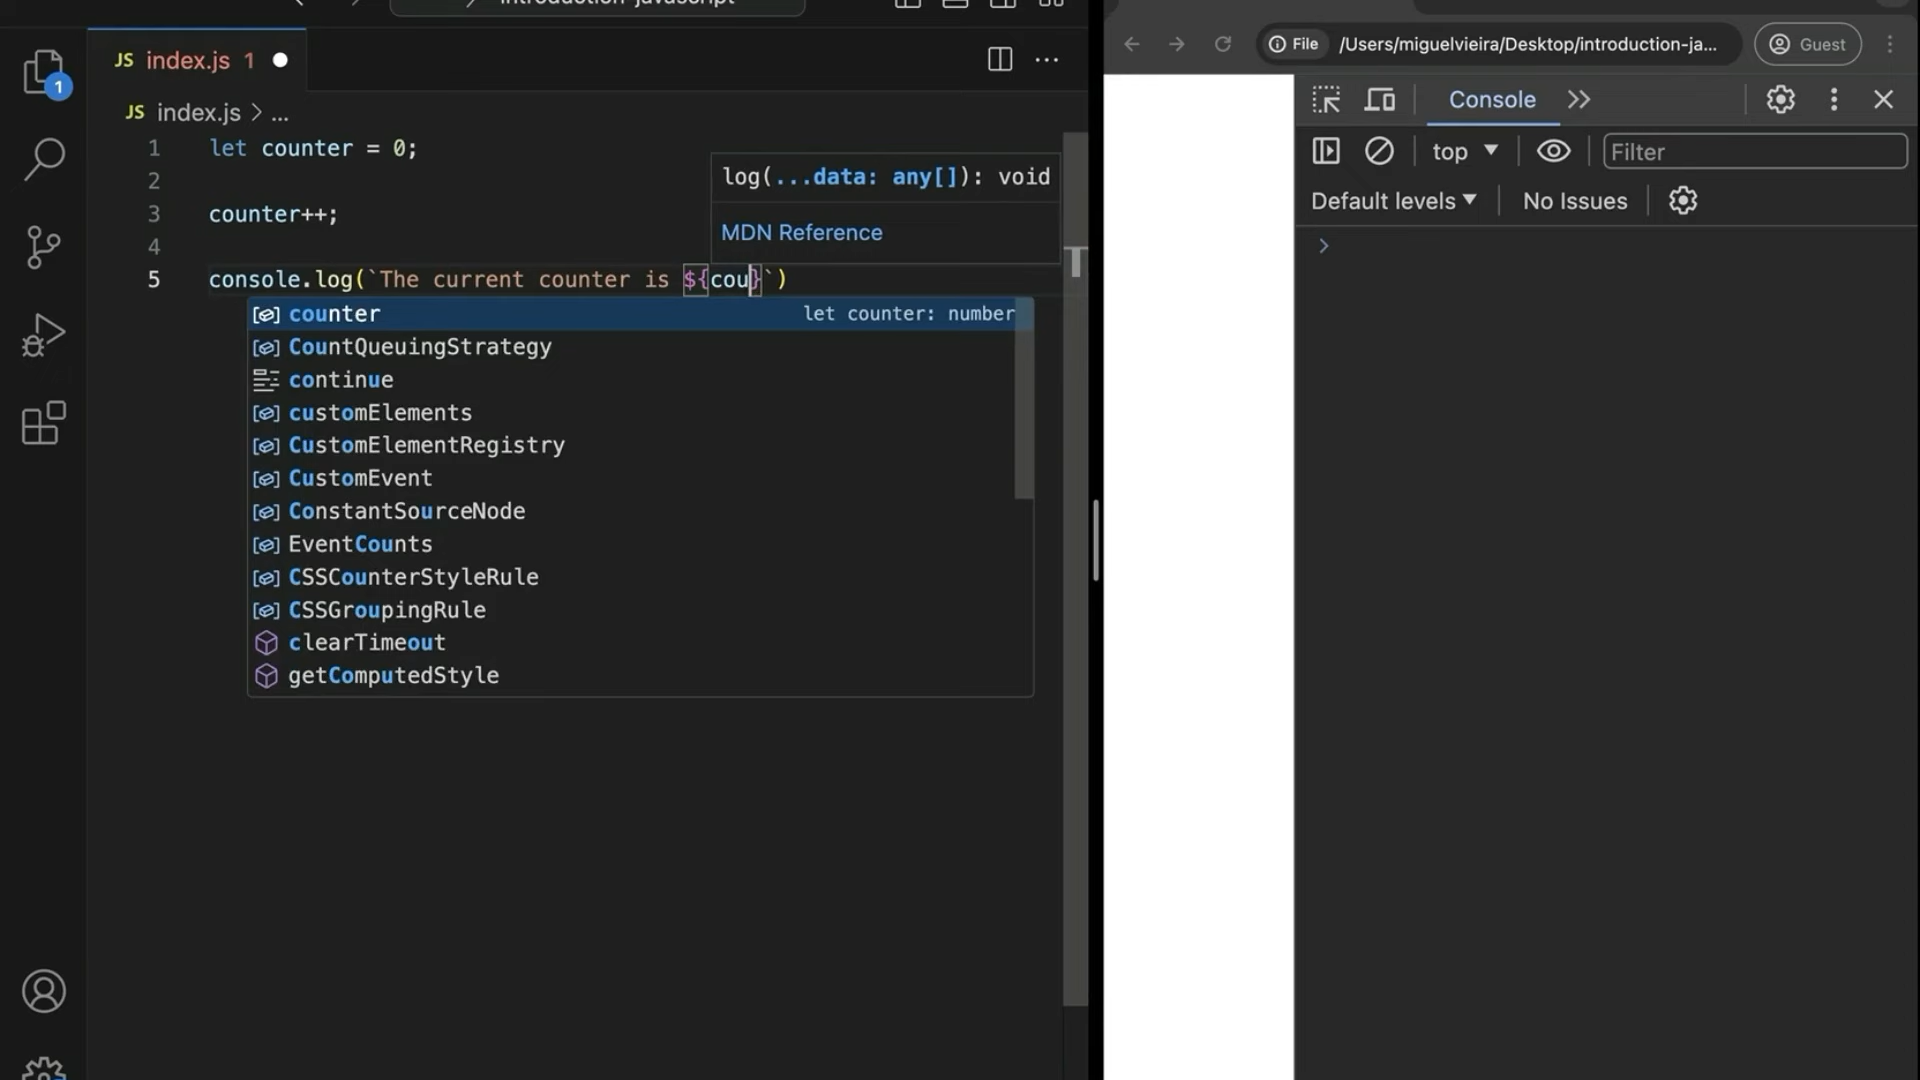 introduction-javascript
JS index.js 1
1
JS index.js > ...
1 let counter = 0;
2
3 counter++;
4
5 console.log(`The current counter is ${cou}`)
log(...data: any[]): void
MDN Reference
counter let counter: number
CountQueuingStrategy
continue
customElements
CustomElementRegistry
CustomEvent
ConstantSourceNode
EventCounts
CSSCounterStyleRule
CSSGroupingRule
clearTimeout
getComputedStyle
File /Users/miguelvieira/Desktop/introduction-ja... Guest
Console
top Filter
Default levels No Issues